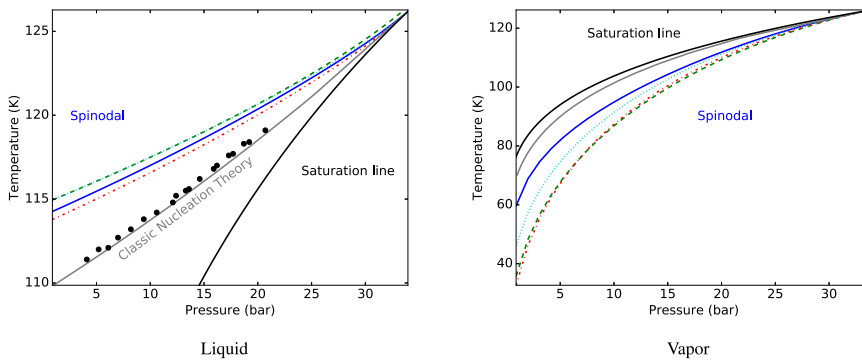 125
120
115
110
Temperature (K)
Spinodal
Classic Nucleation Theory
Saturation line
5
10
15
20
25
30
Pressure (bar)
Liquid
120
100
80
60
40
Temperature (K)
Saturation line
Spinodal
5
10
15
20
25
30
Pressure (bar)
Vapor